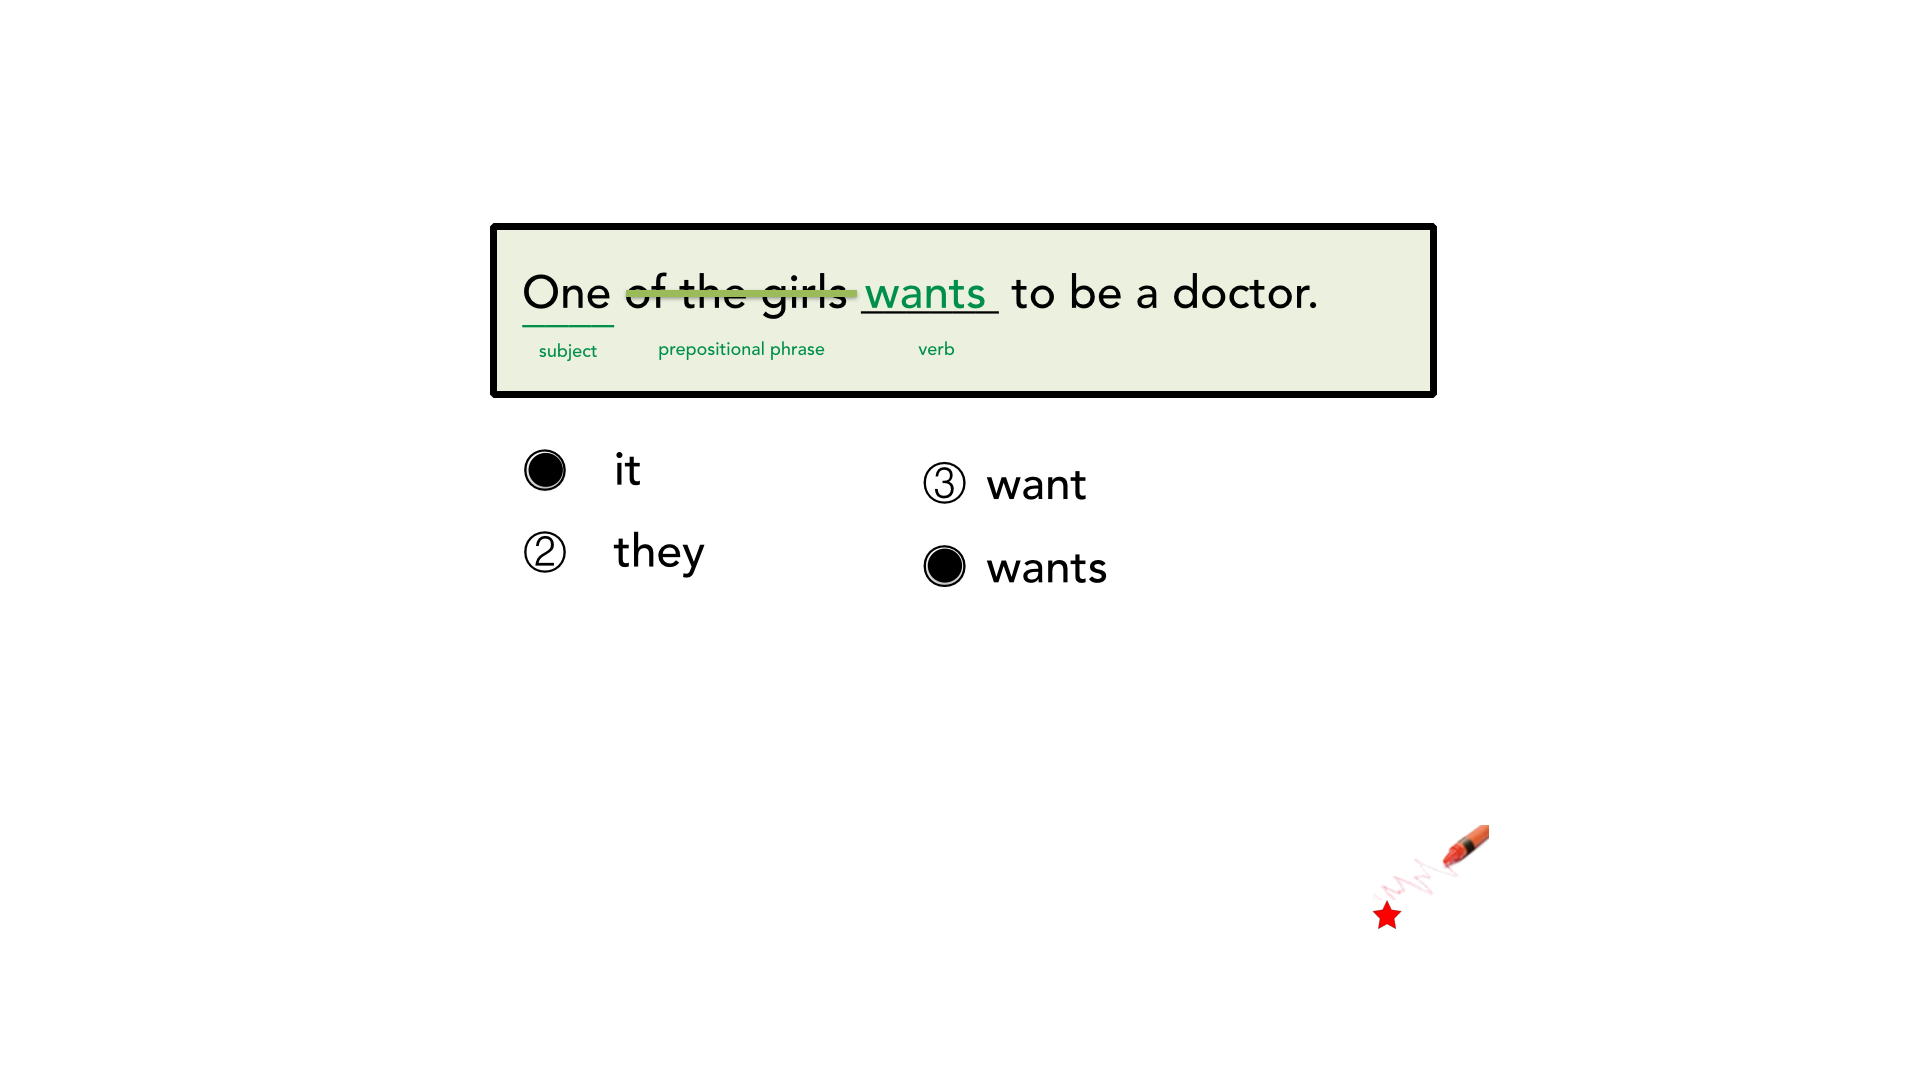 One of the girls wants to be a doctor.
subject prepositional phrase verb
it
② they
③ want
wants